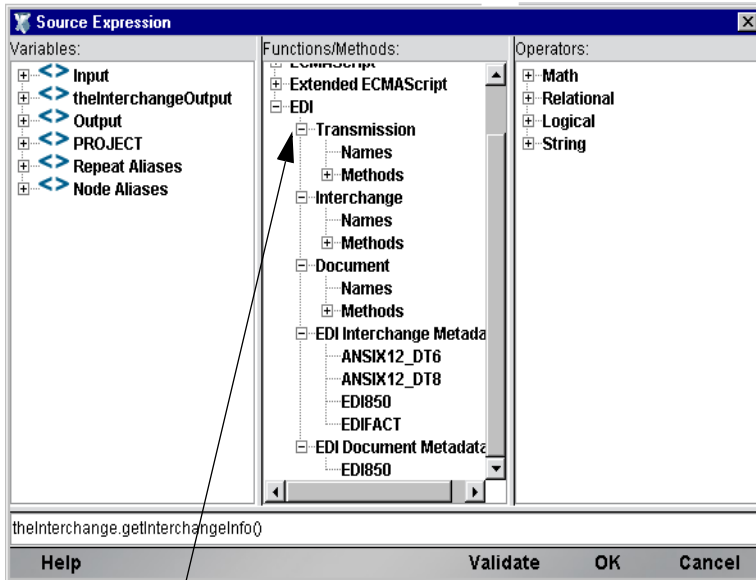 Source Expression
Variables:
Input
theInterchangeOutput
Output
PROJECT
Repeat Aliases
Node Aliases
Functions/Methods:
ECMAScript
Extended ECMAScript
EDI
Transmission
Names
Methods
Interchange
Names
Methods
Document
Names
Methods
EDI Interchange Metada
ANSIX12_DT6
ANSIX12_DT8
EDI850
EDIFACT
EDI Document Metadata
EDI850
Operators:
Math
Relational
Logical
String
theInterchange.getInterchangeInfo()
Help
Validate
OK
Cancel